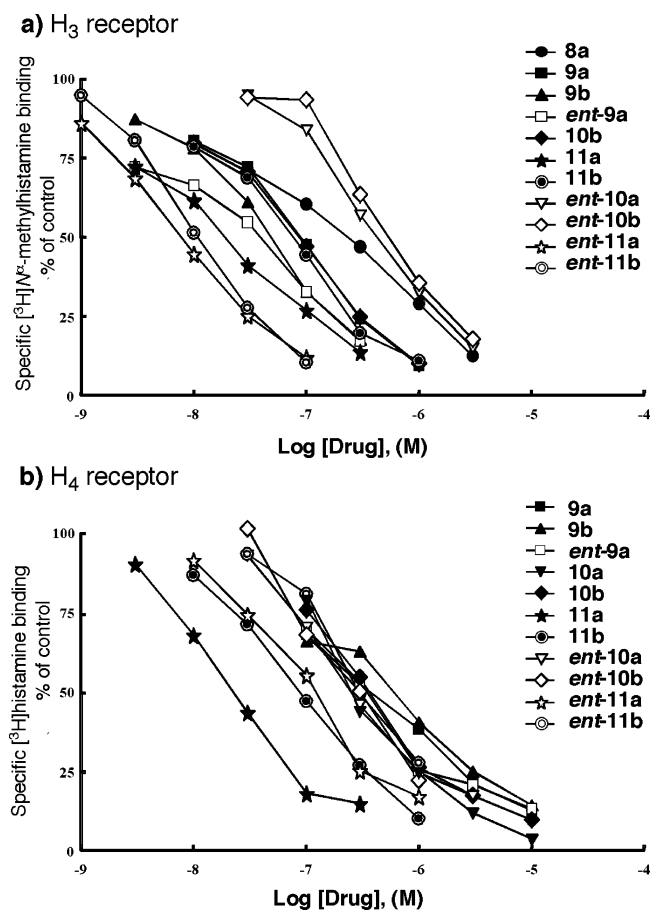 a) H₃ receptor
Specific [³H]Nᵅ-methylhistamine binding
% of control
100
75
50
25
0
-9
-8
-7
-6
-5
-4
Log [Drug], (M)
8a
9a
9b
ent-9a
10b
11a
11b
ent-10a
ent-10b
ent-11a
ent-11b
b) H₄ receptor
Specific [³H]histamine binding
% of control
100
75
50
25
0
-9
-8
-7
-6
-5
-4
Log [Drug], (M)
9a
9b
ent-9a
10a
10b
11a
11b
ent-10a
ent-10b
ent-11a
ent-11b